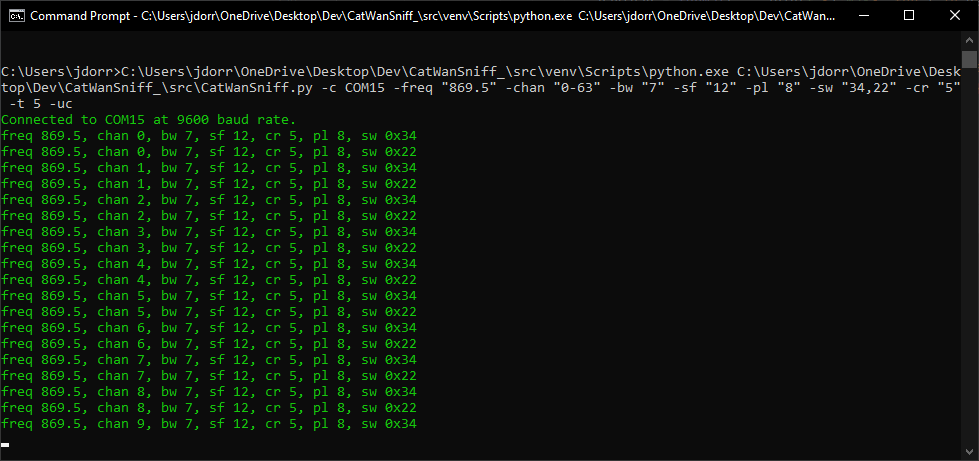 Command Prompt - C:\Users\jdorr\OneDrive\Desktop\Dev\CatWanSniff_\src\venv\Scripts\python.exe C:\Users\jdorr\OneDrive\Desktop\Dev\CatWan...
C:\Users\jdorr>C:\Users\jdorr\OneDrive\Desktop\Dev\CatWanSniff_\src\venv\Scripts\python.exe C:\Users\jdorr\OneDrive\Desk
top\Dev\CatWanSniff_\src\CatWanSniff.py -c COM15 -freq "869.5" -chan "0-63" -bw "7" -sf "12" -pl "8" -sw "34,22" -cr "5"
-t 5 -uc
Connected to COM15 at 9600 baud rate.
freq 869.5, chan 0, bw 7, sf 12, cr 5, pl 8, sw 0x34
freq 869.5, chan 0, bw 7, sf 12, cr 5, pl 8, sw 0x22
freq 869.5, chan 1, bw 7, sf 12, cr 5, pl 8, sw 0x34
freq 869.5, chan 1, bw 7, sf 12, cr 5, pl 8, sw 0x22
freq 869.5, chan 2, bw 7, sf 12, cr 5, pl 8, sw 0x34
freq 869.5, chan 2, bw 7, sf 12, cr 5, pl 8, sw 0x22
freq 869.5, chan 3, bw 7, sf 12, cr 5, pl 8, sw 0x34
freq 869.5, chan 3, bw 7, sf 12, cr 5, pl 8, sw 0x22
freq 869.5, chan 4, bw 7, sf 12, cr 5, pl 8, sw 0x34
freq 869.5, chan 4, bw 7, sf 12, cr 5, pl 8, sw 0x22
freq 869.5, chan 5, bw 7, sf 12, cr 5, pl 8, sw 0x34
freq 869.5, chan 5, bw 7, sf 12, cr 5, pl 8, sw 0x22
freq 869.5, chan 6, bw 7, sf 12, cr 5, pl 8, sw 0x34
freq 869.5, chan 6, bw 7, sf 12, cr 5, pl 8, sw 0x22
freq 869.5, chan 7, bw 7, sf 12, cr 5, pl 8, sw 0x34
freq 869.5, chan 7, bw 7, sf 12, cr 5, pl 8, sw 0x22
freq 869.5, chan 8, bw 7, sf 12, cr 5, pl 8, sw 0x34
freq 869.5, chan 8, bw 7, sf 12, cr 5, pl 8, sw 0x22
freq 869.5, chan 9, bw 7, sf 12, cr 5, pl 8, sw 0x34